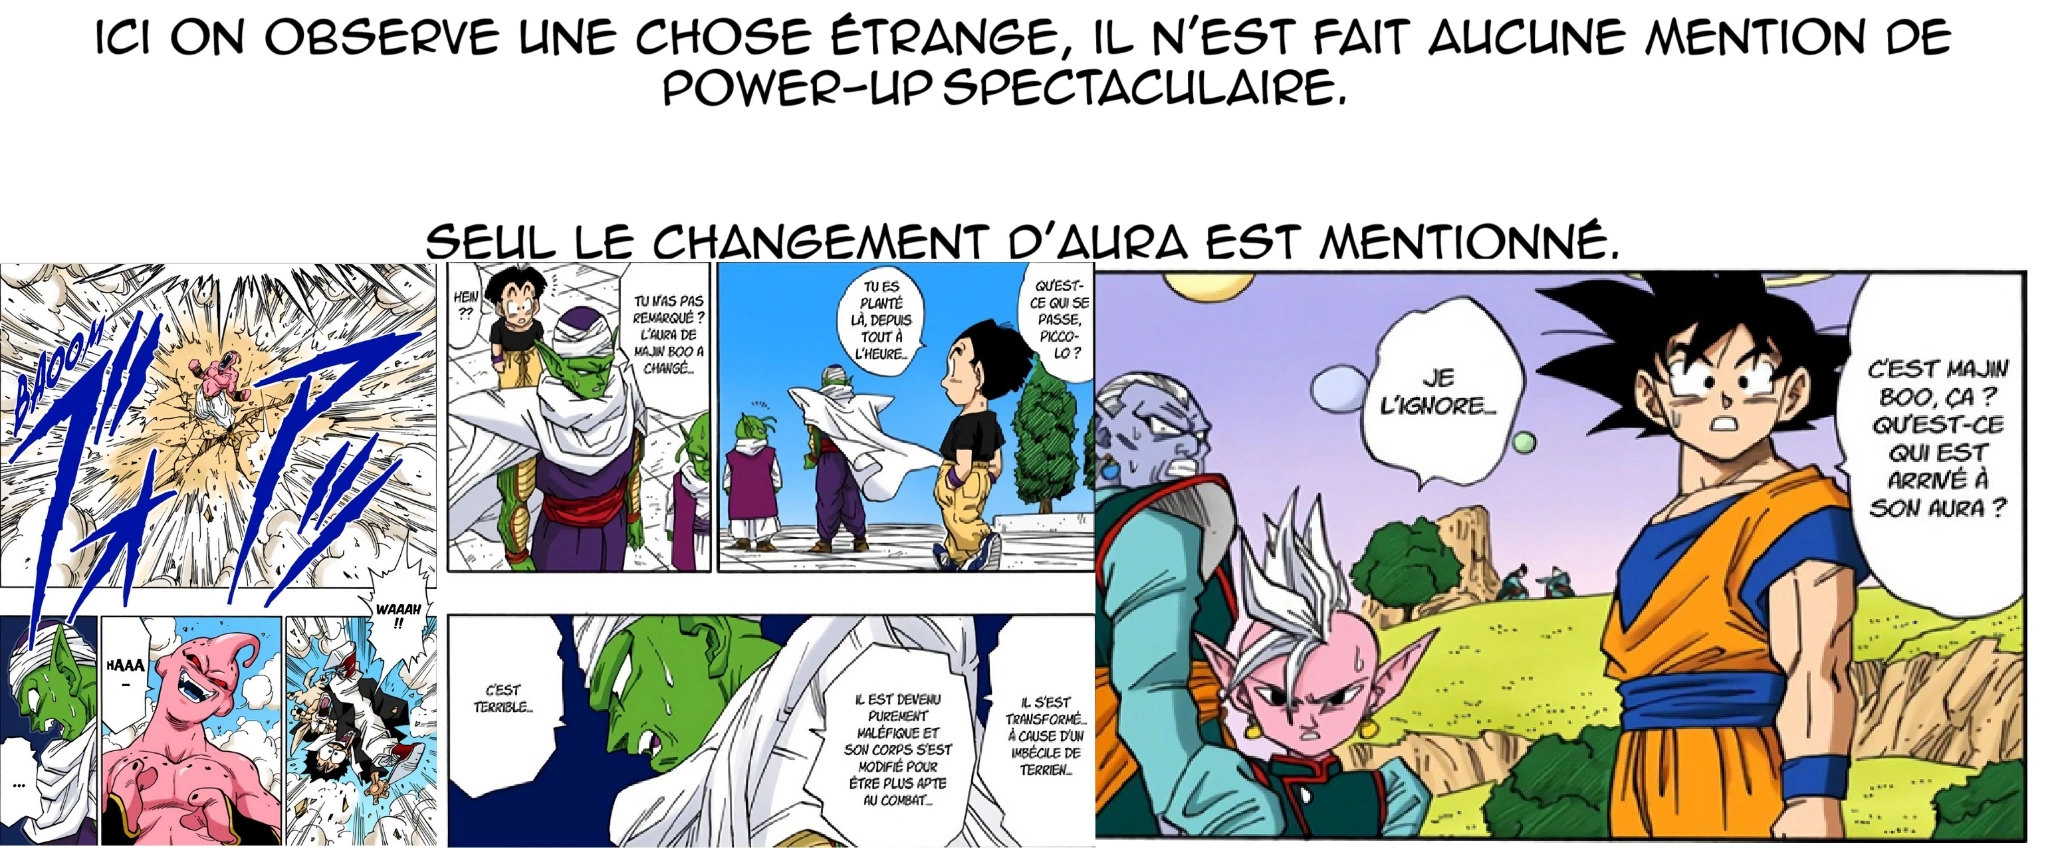 ICI ON OBSERVE UNE CHOSE ÉTRANGE, IL N'EST FAIT AUCUNE MENTION DE
POWER-UP SPECTACULAIRE.
SEUL LE CHANGEMENT D'AURA EST MENTIONNÉ.
BAOOM
WAAAH
!!
HAAA
–
...
QU'EST-
CE QUI SE
PASSE,
PICCO-
LO ?
TU ES
PLANTÉ
LÀ, DEPUIS
TOUT À
L'HEURE...
TU N'AS PAS
REMARQUÉ ?
L'AURA DE
MAJIN BOO A
CHANGÉ...
HEIN
??
IL S'EST
TRANSFORMÉ...
À CAUSE D'UN
IMBÉCILE DE
TERRIEN...
IL EST DEVENU
PUREMENT
MALÉFIQUE ET
SON CORPS S'EST
MODIFIÉ POUR
ÊTRE PLUS APTE
AU COMBAT...
C'EST
TERRIBLE...
C'EST MAJIN
BOO, ÇA ?
QU'EST-CE
QUI EST
ARRIVÉ À
SON AURA ?
JE
L'IGNORE...